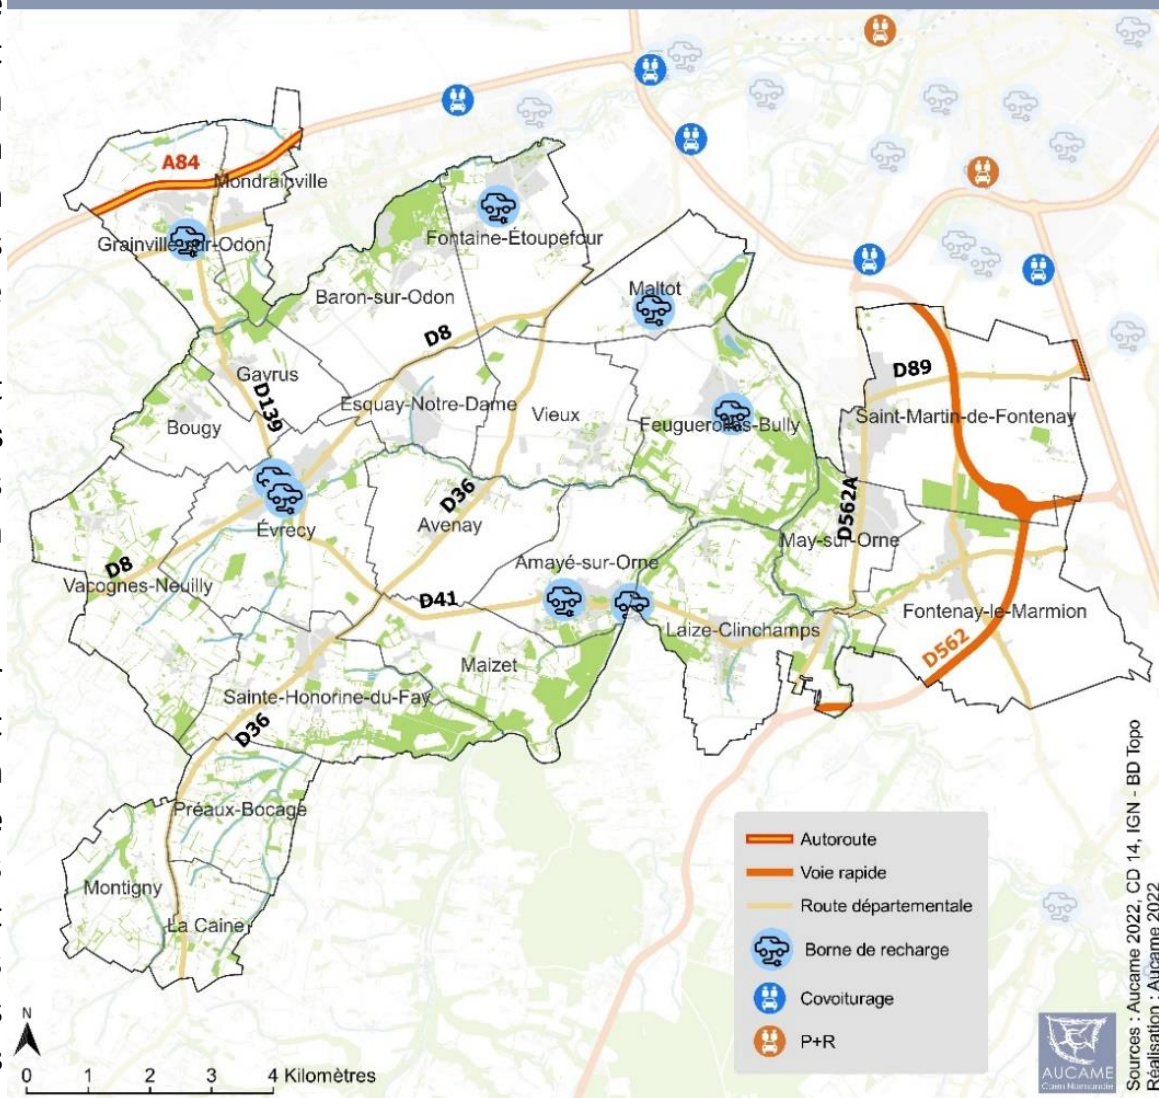 A84
Mondrainville
Grainville-sur-Odon
Fontaine-Étoupefour
Baron-sur-Odon
Maltot
D8
Gavrus
D139
D89
Esquay-Notre-Dame
Vieux
Bougy
Feuguerolles-Bully
Saint-Martin-de-Fontenay
D36
Avenay
D562A
Évrecy
May-sur-Orne
Amayé-sur-Orne
D8
Vacognes-Neuilly
D41
Fontenay-le-Marmion
Laize-Clinchamps
D562
Maizet
Sainte-Honorine-du-Fay
D36
Préaux-Bocage
Montigny
La Caine
Autoroute
Voie rapide
Route départementale
Borne de recharge
Covoiturage
P+R
N
0 1 2 3 4 Kilomètres
AUCAME
Caen Normandie
Sources : Aucame 2022, CD 14, IGN - BD Topo
Réalisation : Aucame 2022